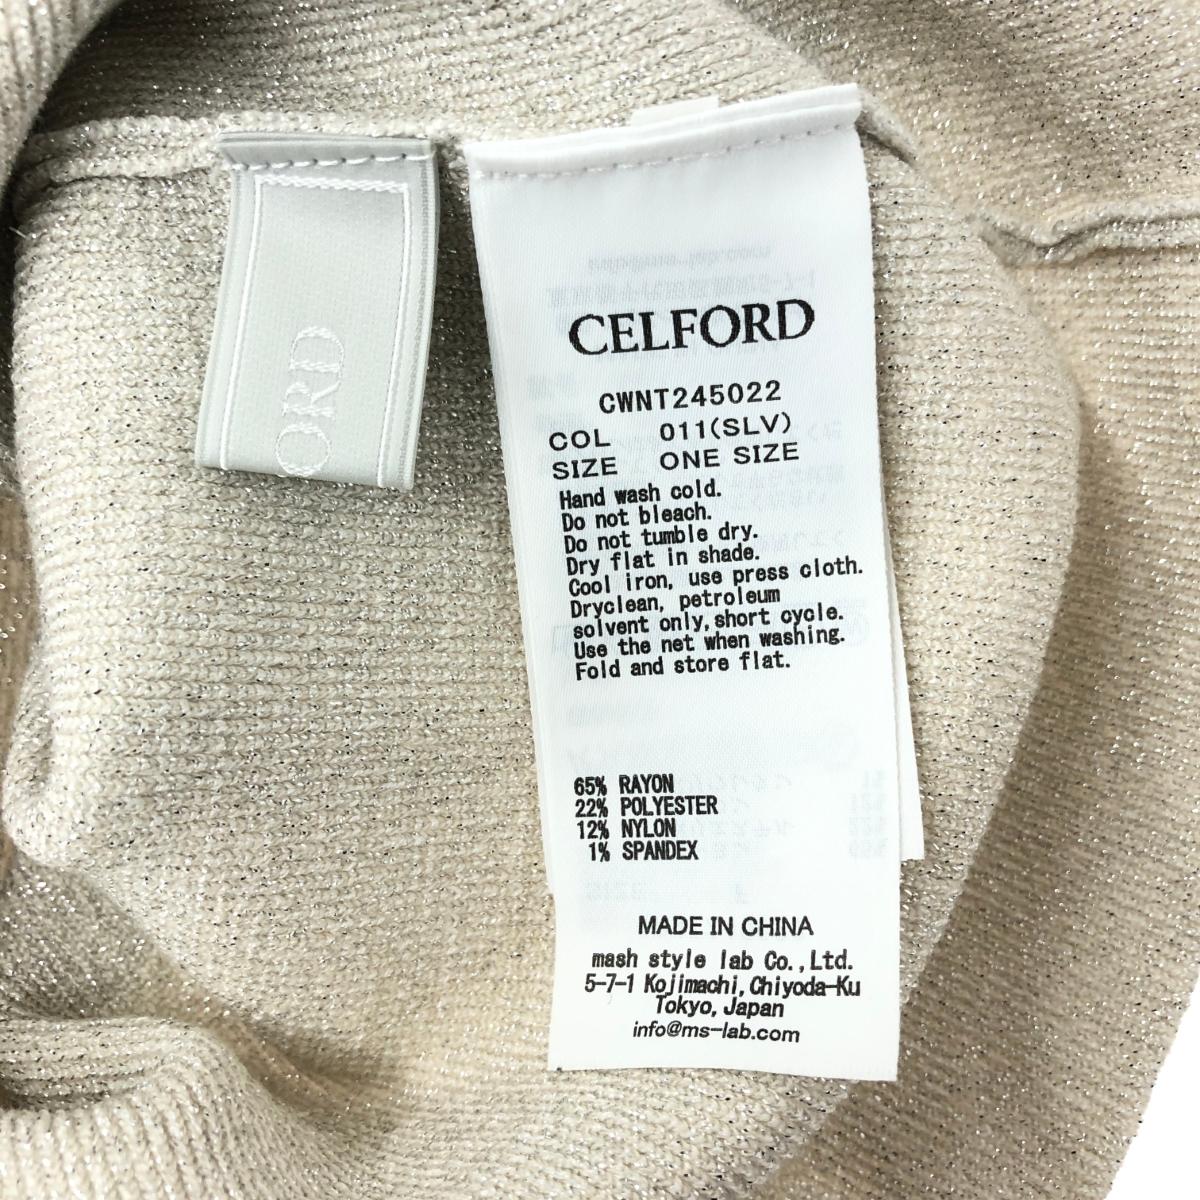 ORD
CELFORD
CWNT245022
COL 011(SLV)
SIZE ONE SIZE
Hand wash cold.
Do not bleach.
Do not tumble dry.
Dry flat in shade.
Cool iron, use press cloth.
Dryclean, petroleum
solvent only,short cycle.
Use the net when washing.
Fold and store flat.
65% RAYON
22% POLYESTER
12% NYLON
1% SPANDEX
MADE IN CHINA
mash style lab Co.,Ltd.
5-7-1 Kojimachi,Chiyoda-Ku
Tokyo,Japan
info@ms-lab.com